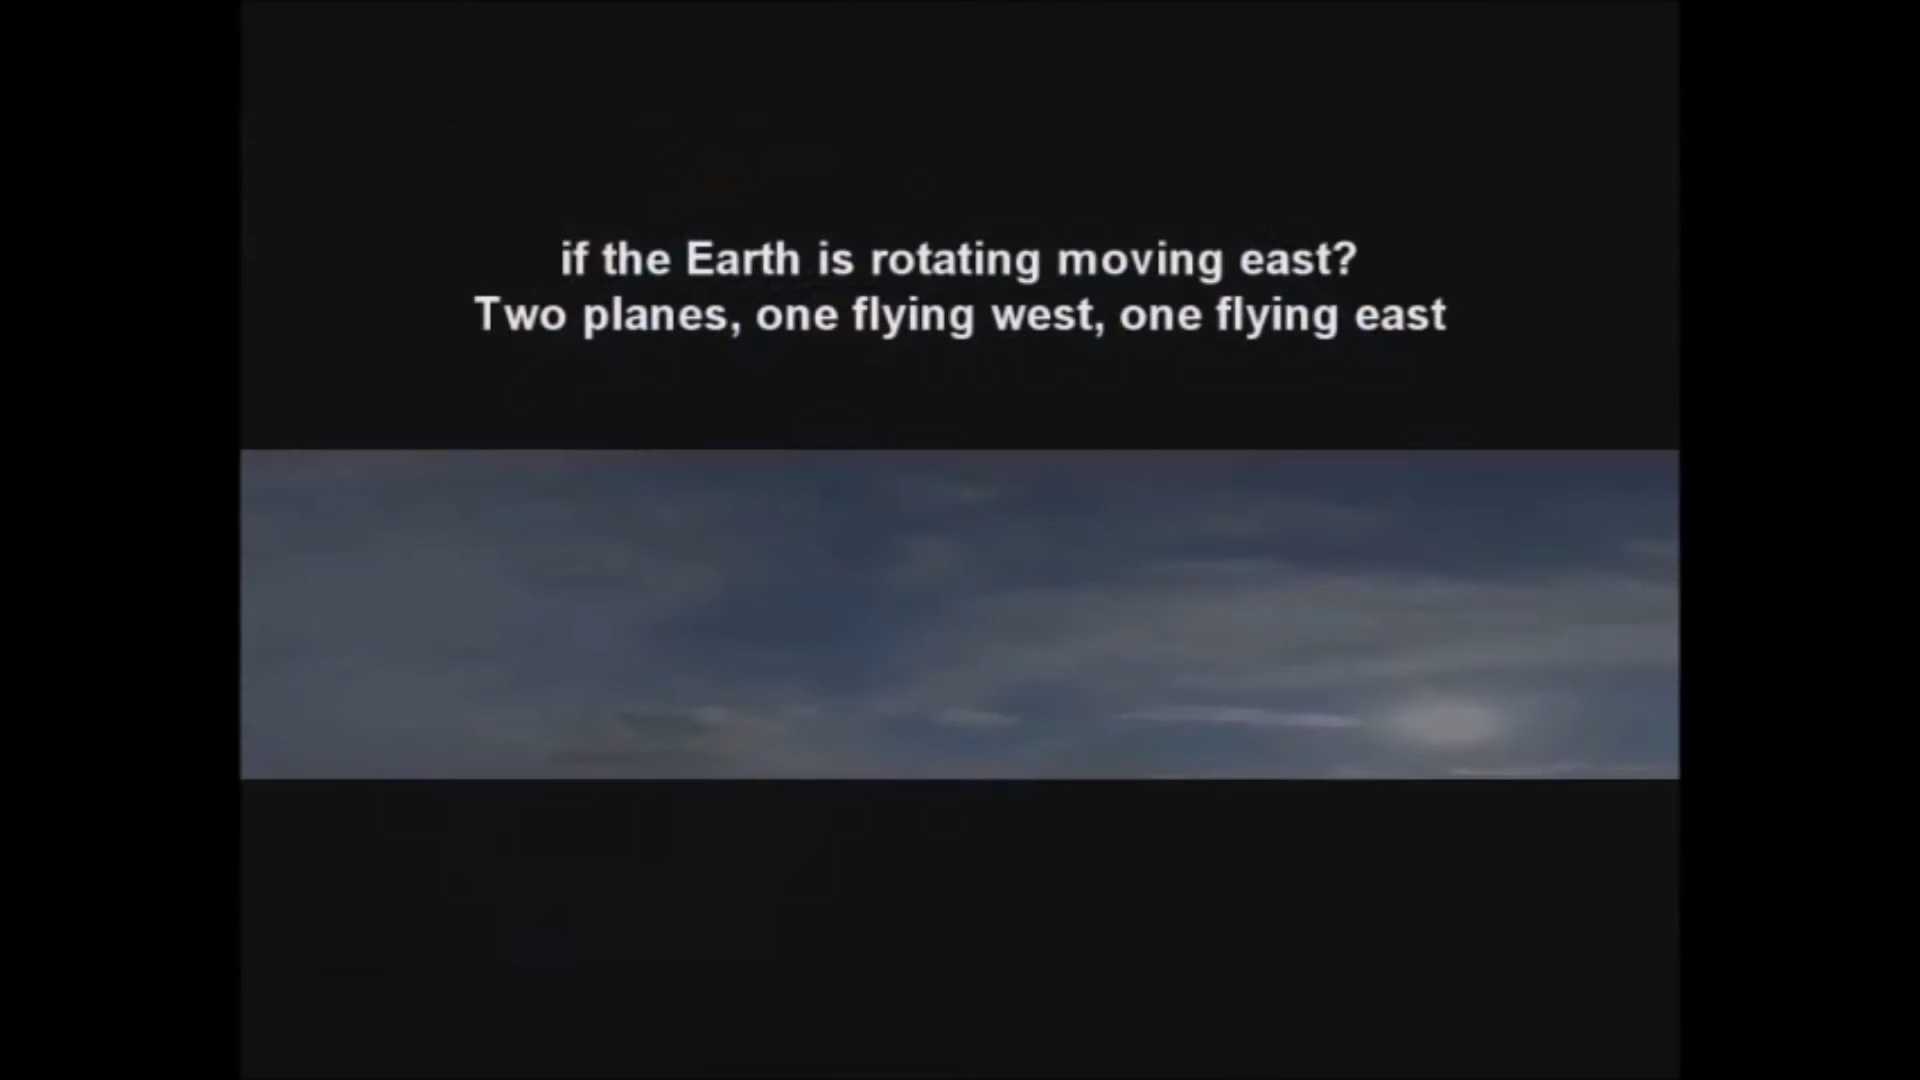 if the Earth is rotating moving east?
Two planes, one flying west, one flying east